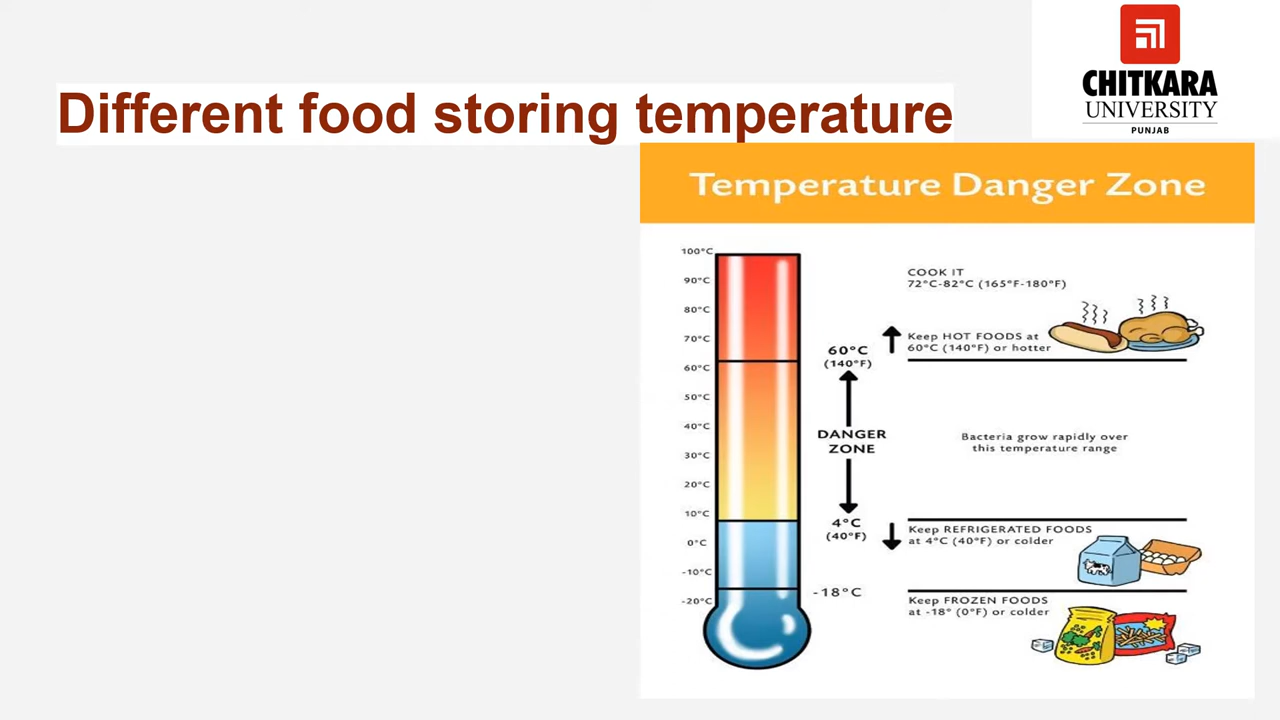 CHITKARA
UNIVERSITY
PUNJAB
Different food storing temperature
Temperature Danger Zone
100°C
90°C
80°C
70°C
60°C
50°C
40°C
30°C
20°C
10°C
0°C
-10°C
-20°C
60°C
(140°F)
DANGER
ZONE
4°C
(40°F)
-18°C
COOK IT
72°C-82°C (165°F-180°F)
Keep HOT FOODS at
60°C (140°F) or hotter
Bacteria grow rapidly over
this temperature range
Keep REFRIGERATED FOODS
at 4°C (40°F) or colder
Keep FROZEN FOODS
at -18° (0°F) or colder